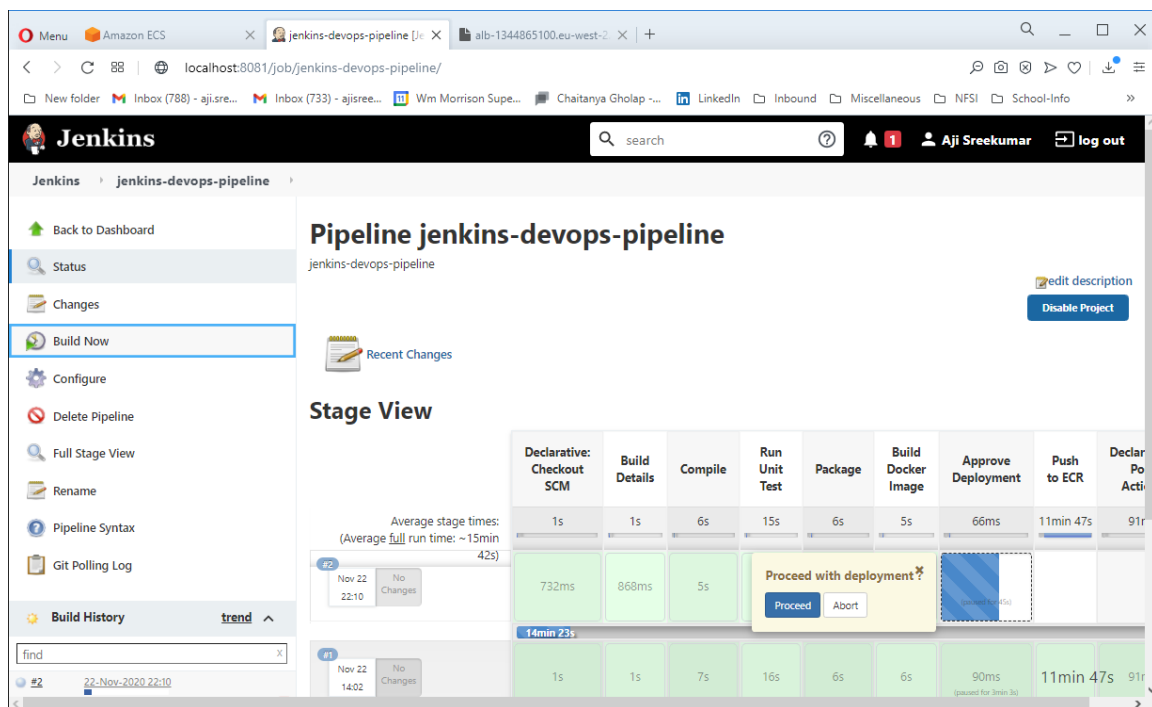 Menu
Amazon ECS
jenkins-devops-pipeline [Je
alb-1344865100.eu-west-2.
localhost:8081/job/jenkins-devops-pipeline/
New folder
Inbox (788) - aji.sre...
Inbox (733) - ajisree...
Wm Morrison Supe...
Chaitanya Gholap -...
LinkedIn
Inbound
Miscellaneous
NFSI
School-Info
»
Jenkins
search
1
Aji Sreekumar
log out
Jenkins
jenkins-devops-pipeline
Back to Dashboard
Status
Changes
Build Now
Configure
Delete Pipeline
Full Stage View
Rename
Pipeline Syntax
Git Polling Log
Build History
trend
find
x
#2
22-Nov-2020 22:10
Pipeline jenkins-devops-pipeline
jenkins-devops-pipeline
edit description
Disable Project
Recent Changes
Stage View
Declarative:
Checkout
SCM
Build
Details
Compile
Run
Unit
Test
Package
Build
Docker
Image
Approve
Deployment
Push
to ECR
Declar
Po
Acti
Average stage times:
(Average full run time: ~15min
42s)
1s
1s
6s
15s
6s
5s
66ms
11min 47s
91r
#2
Nov 22
22:10
No
Changes
732ms
868ms
5s
Proceed with deployment?
Proceed
Abort
(paused for 45s)
14min 23s
#1
Nov 22
14:02
No
Changes
1s
1s
7s
16s
6s
6s
90ms
(paused for 3min 3s)
11min 47s
91r